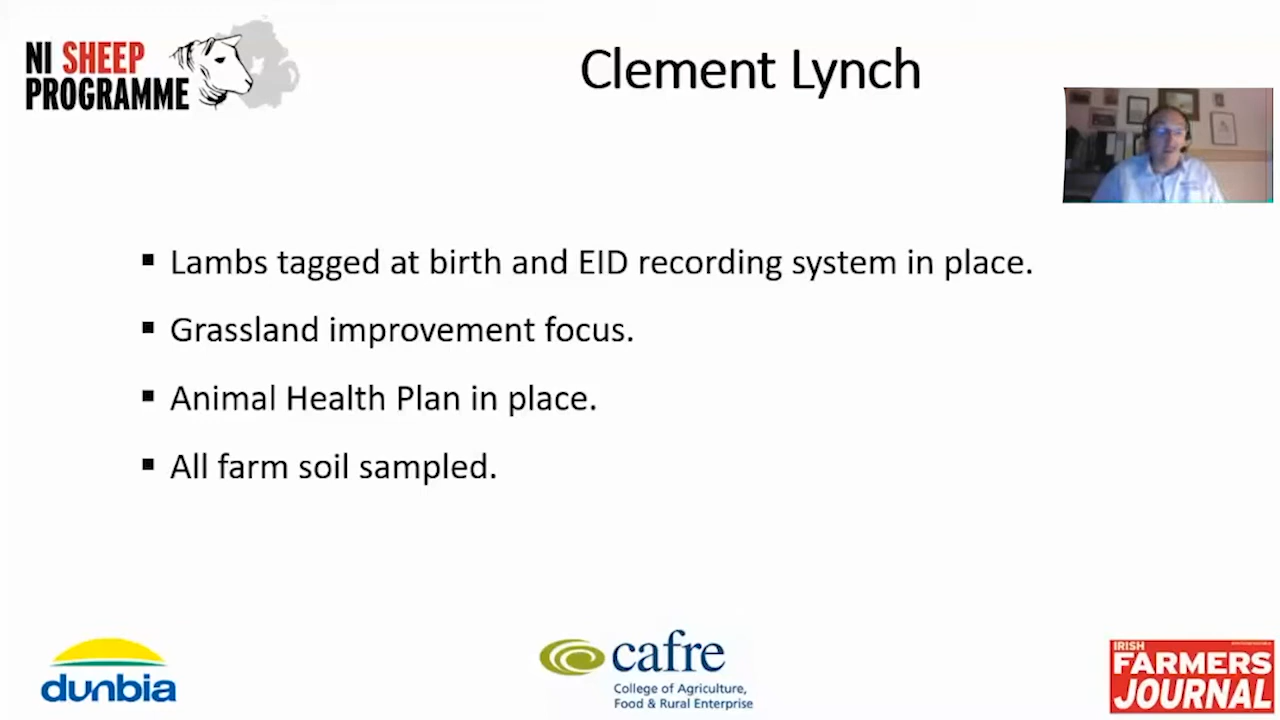 NI SHEEP
PROGRAMME
Clement Lynch
▪ Lambs tagged at birth and EID recording system in place.
▪ Grassland improvement focus.
▪ Animal Health Plan in place.
▪ All farm soil sampled.
dunbia
cafre
College of Agriculture,
Food & Rural Enterprise
IRISH
FARMERS
JOURNAL